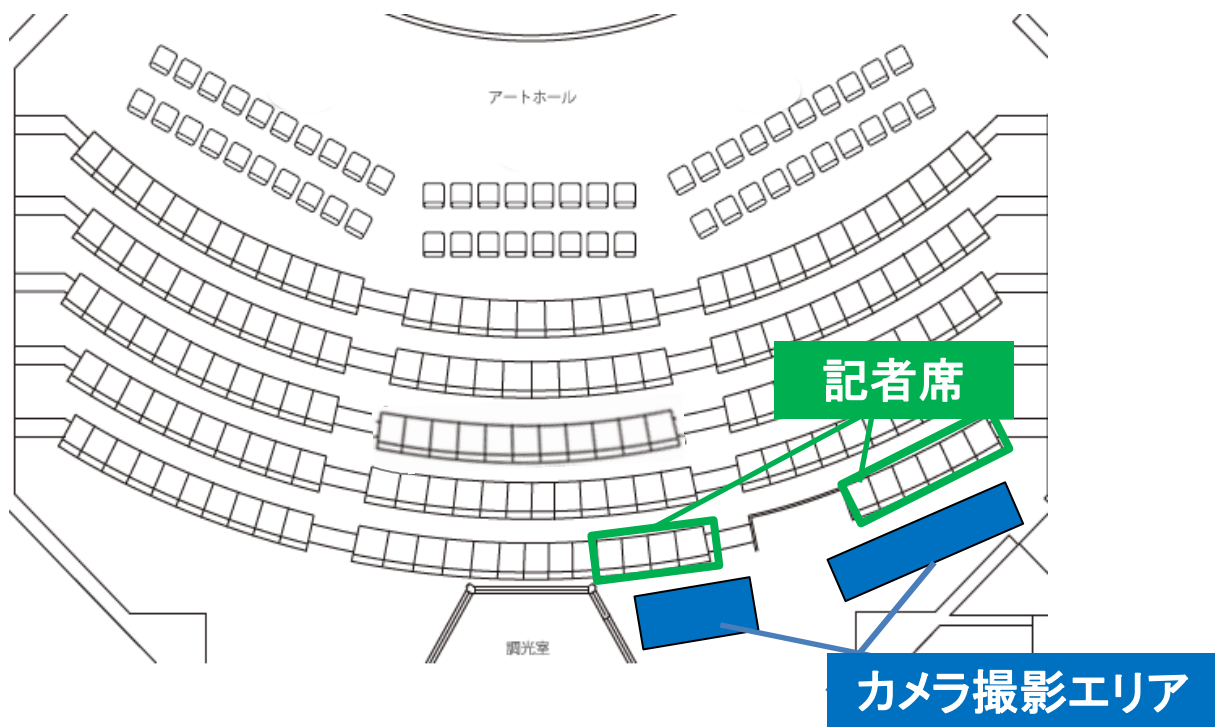 アートホール
記者席
調光室
カメラ撮影エリア